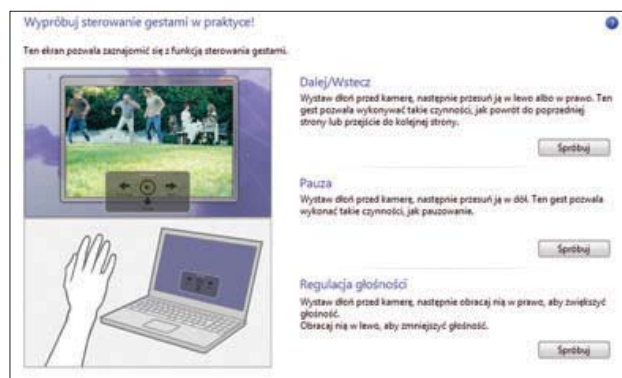 Wypróbuj sterowanie gestami w praktyce!
Ten ekran pozwala zaznajomić się z funkcją sterowania gestami.
Dalej/Wstecz
Wystaw dłoń przed kamerę, następnie przesuń ją w lewo albo w prawo. Ten
gest pozwala wykonywać takie czynności, jak powrót do poprzedniej
strony lub przejście do kolejnej strony.
Spróbuj
Pauza
Wystaw dłoń przed kamerę, następnie przesuń ją w dół. Ten gest pozwala
wykonać takie czynności, jak pauzowanie.
Spróbuj
Regulacja głośności
Wystaw dłoń przed kamerę, następnie obracaj nią w prawo, aby zwiększyć
głośność.
Obracaj nią w lewo, aby zmniejszyć głośność.
Spróbuj